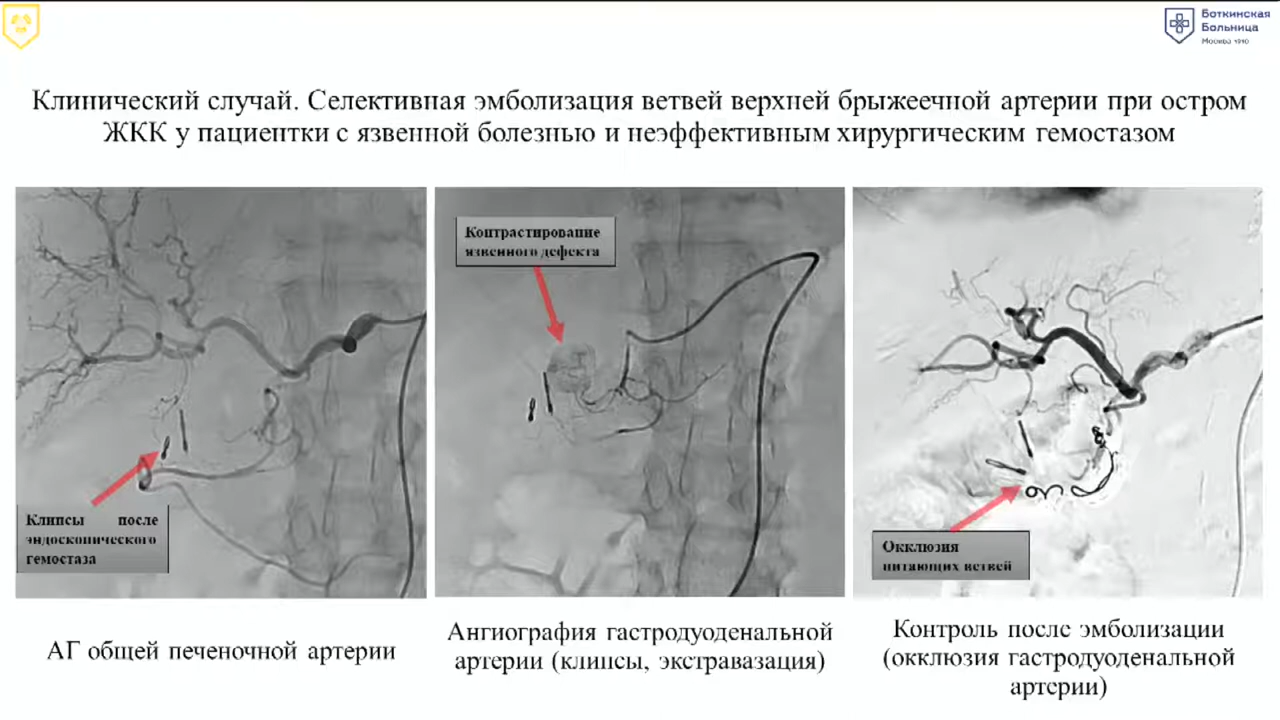 Боткинская
Больница
Москва 1910
Клинический случай. Селективная эмболизация ветвей верхней брыжеечной артерии при остром
ЖКК у пациентки с язвенной болезнью и неэффективным хирургическим гемостазом
Контрастирование
язвенного дефекта
Клипсы после
эндоскопического
гемостаза
Окклюзия
питающих ветвей
АГ общей печеночной артерии
Ангиография гастродуоденальной
артерии (клипсы, экстравазация)
Контроль после эмболизации
(окклюзия гастродуоденальной
артерии)